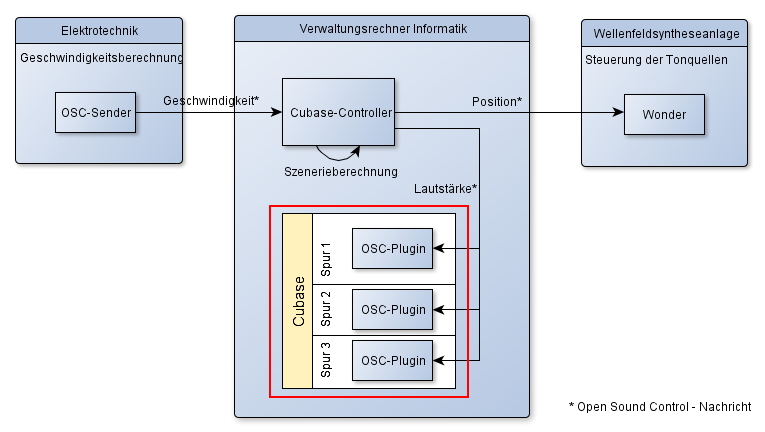 Elektrotechnik
Geschwindigkeitsberechnung
OSC-Sender
Geschwindigkeit*
Verwaltungsrechner Informatik
Cubase-Controller
Szenerieberechnung
Position*
Lautstärke*
Wellenfeldsyntheseanlage
Steuerung der Tonquellen
Wonder
Cubase
Spur 1
OSC-Plugin
Spur 2
OSC-Plugin
Spur 3
OSC-Plugin
* Open Sound Control - Nachricht